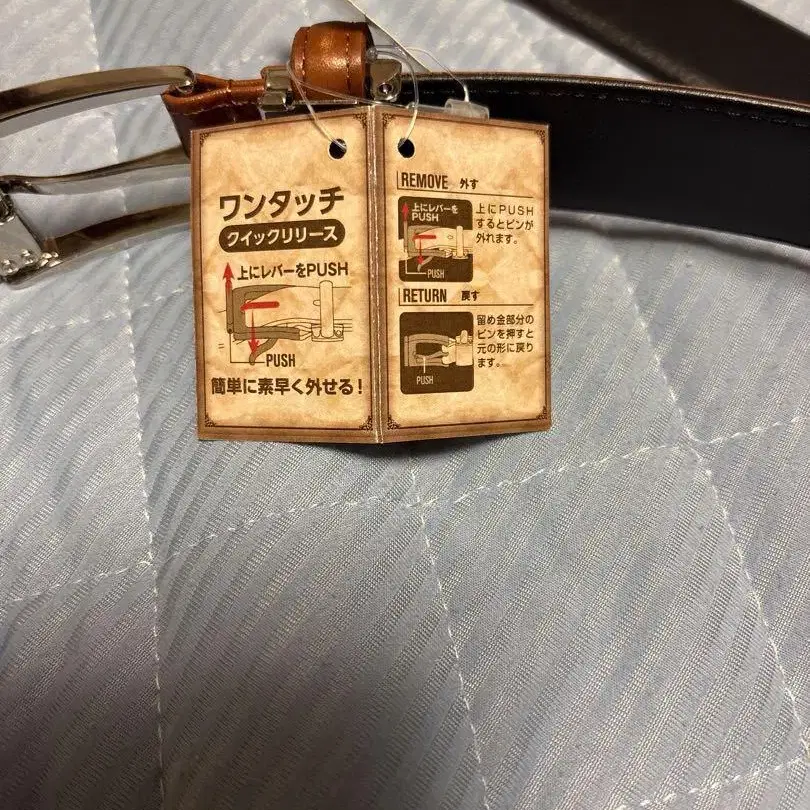 ワンタッチ
クイックリリース
上にレバーをPUSH
PUSH
簡単に素早く外せる!
REMOVE 外す
上にレバーを
PUSH
PUSH
上にPUSH
するとピンが
外れます。
RETURN 戻す
PUSH
留め金部分の
ピンを押すと
元の形に戻り
ます。